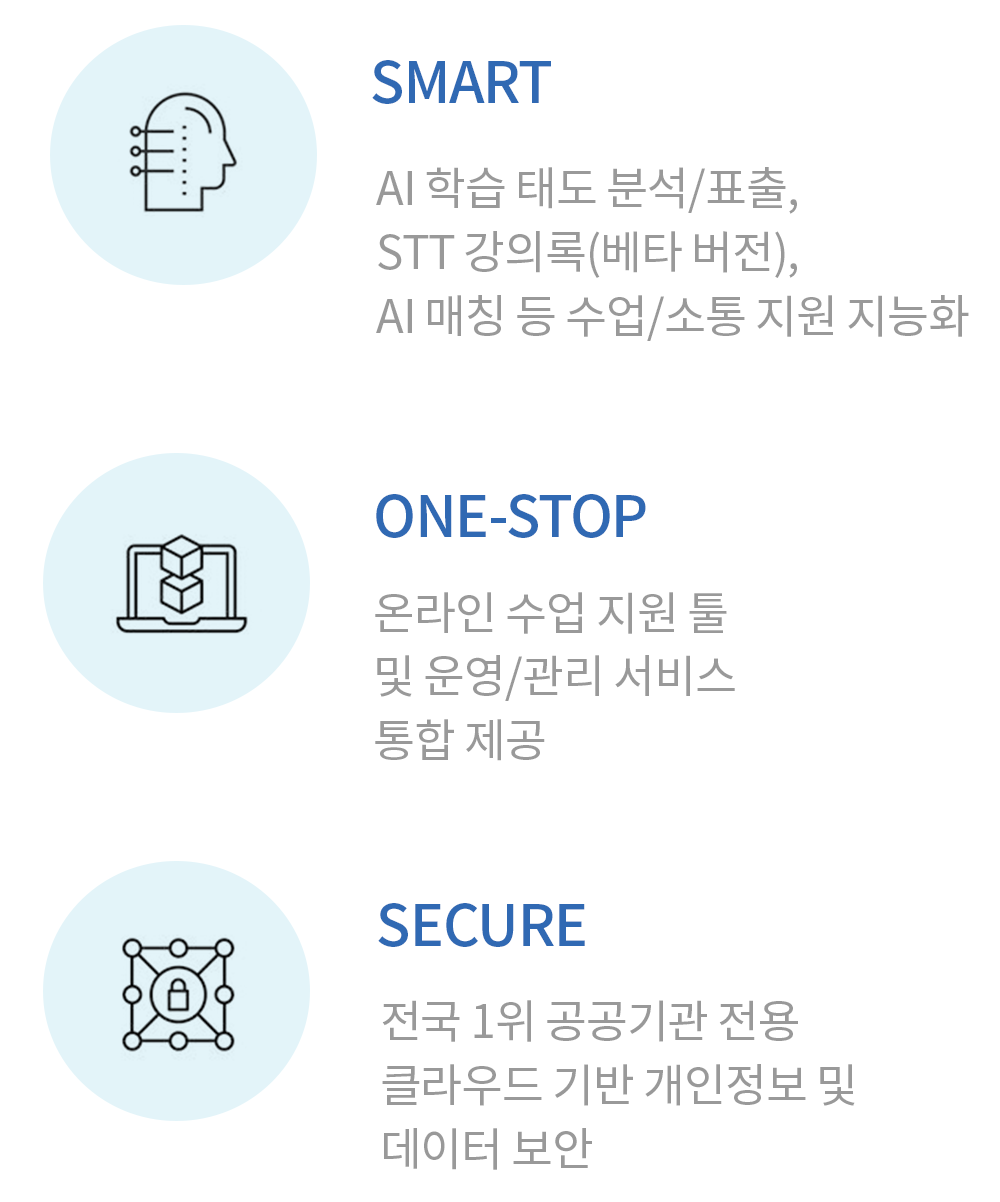 SMART
AI 학습 태도 분석/표출,
STT 강의록(베타 버전),
AI 매칭 등 수업/소통 지원 지능화
ONE-STOP
온라인 수업 지원 툴
및 운영/관리 서비스
통합 제공
SECURE
전국 1위 공공기관 전용
클라우드 기반 개인정보 및
데이터 보안